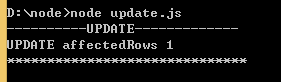 D:\node>node update.js
----------UPDATE-------------
UPDATE affectedRows 1
******************************